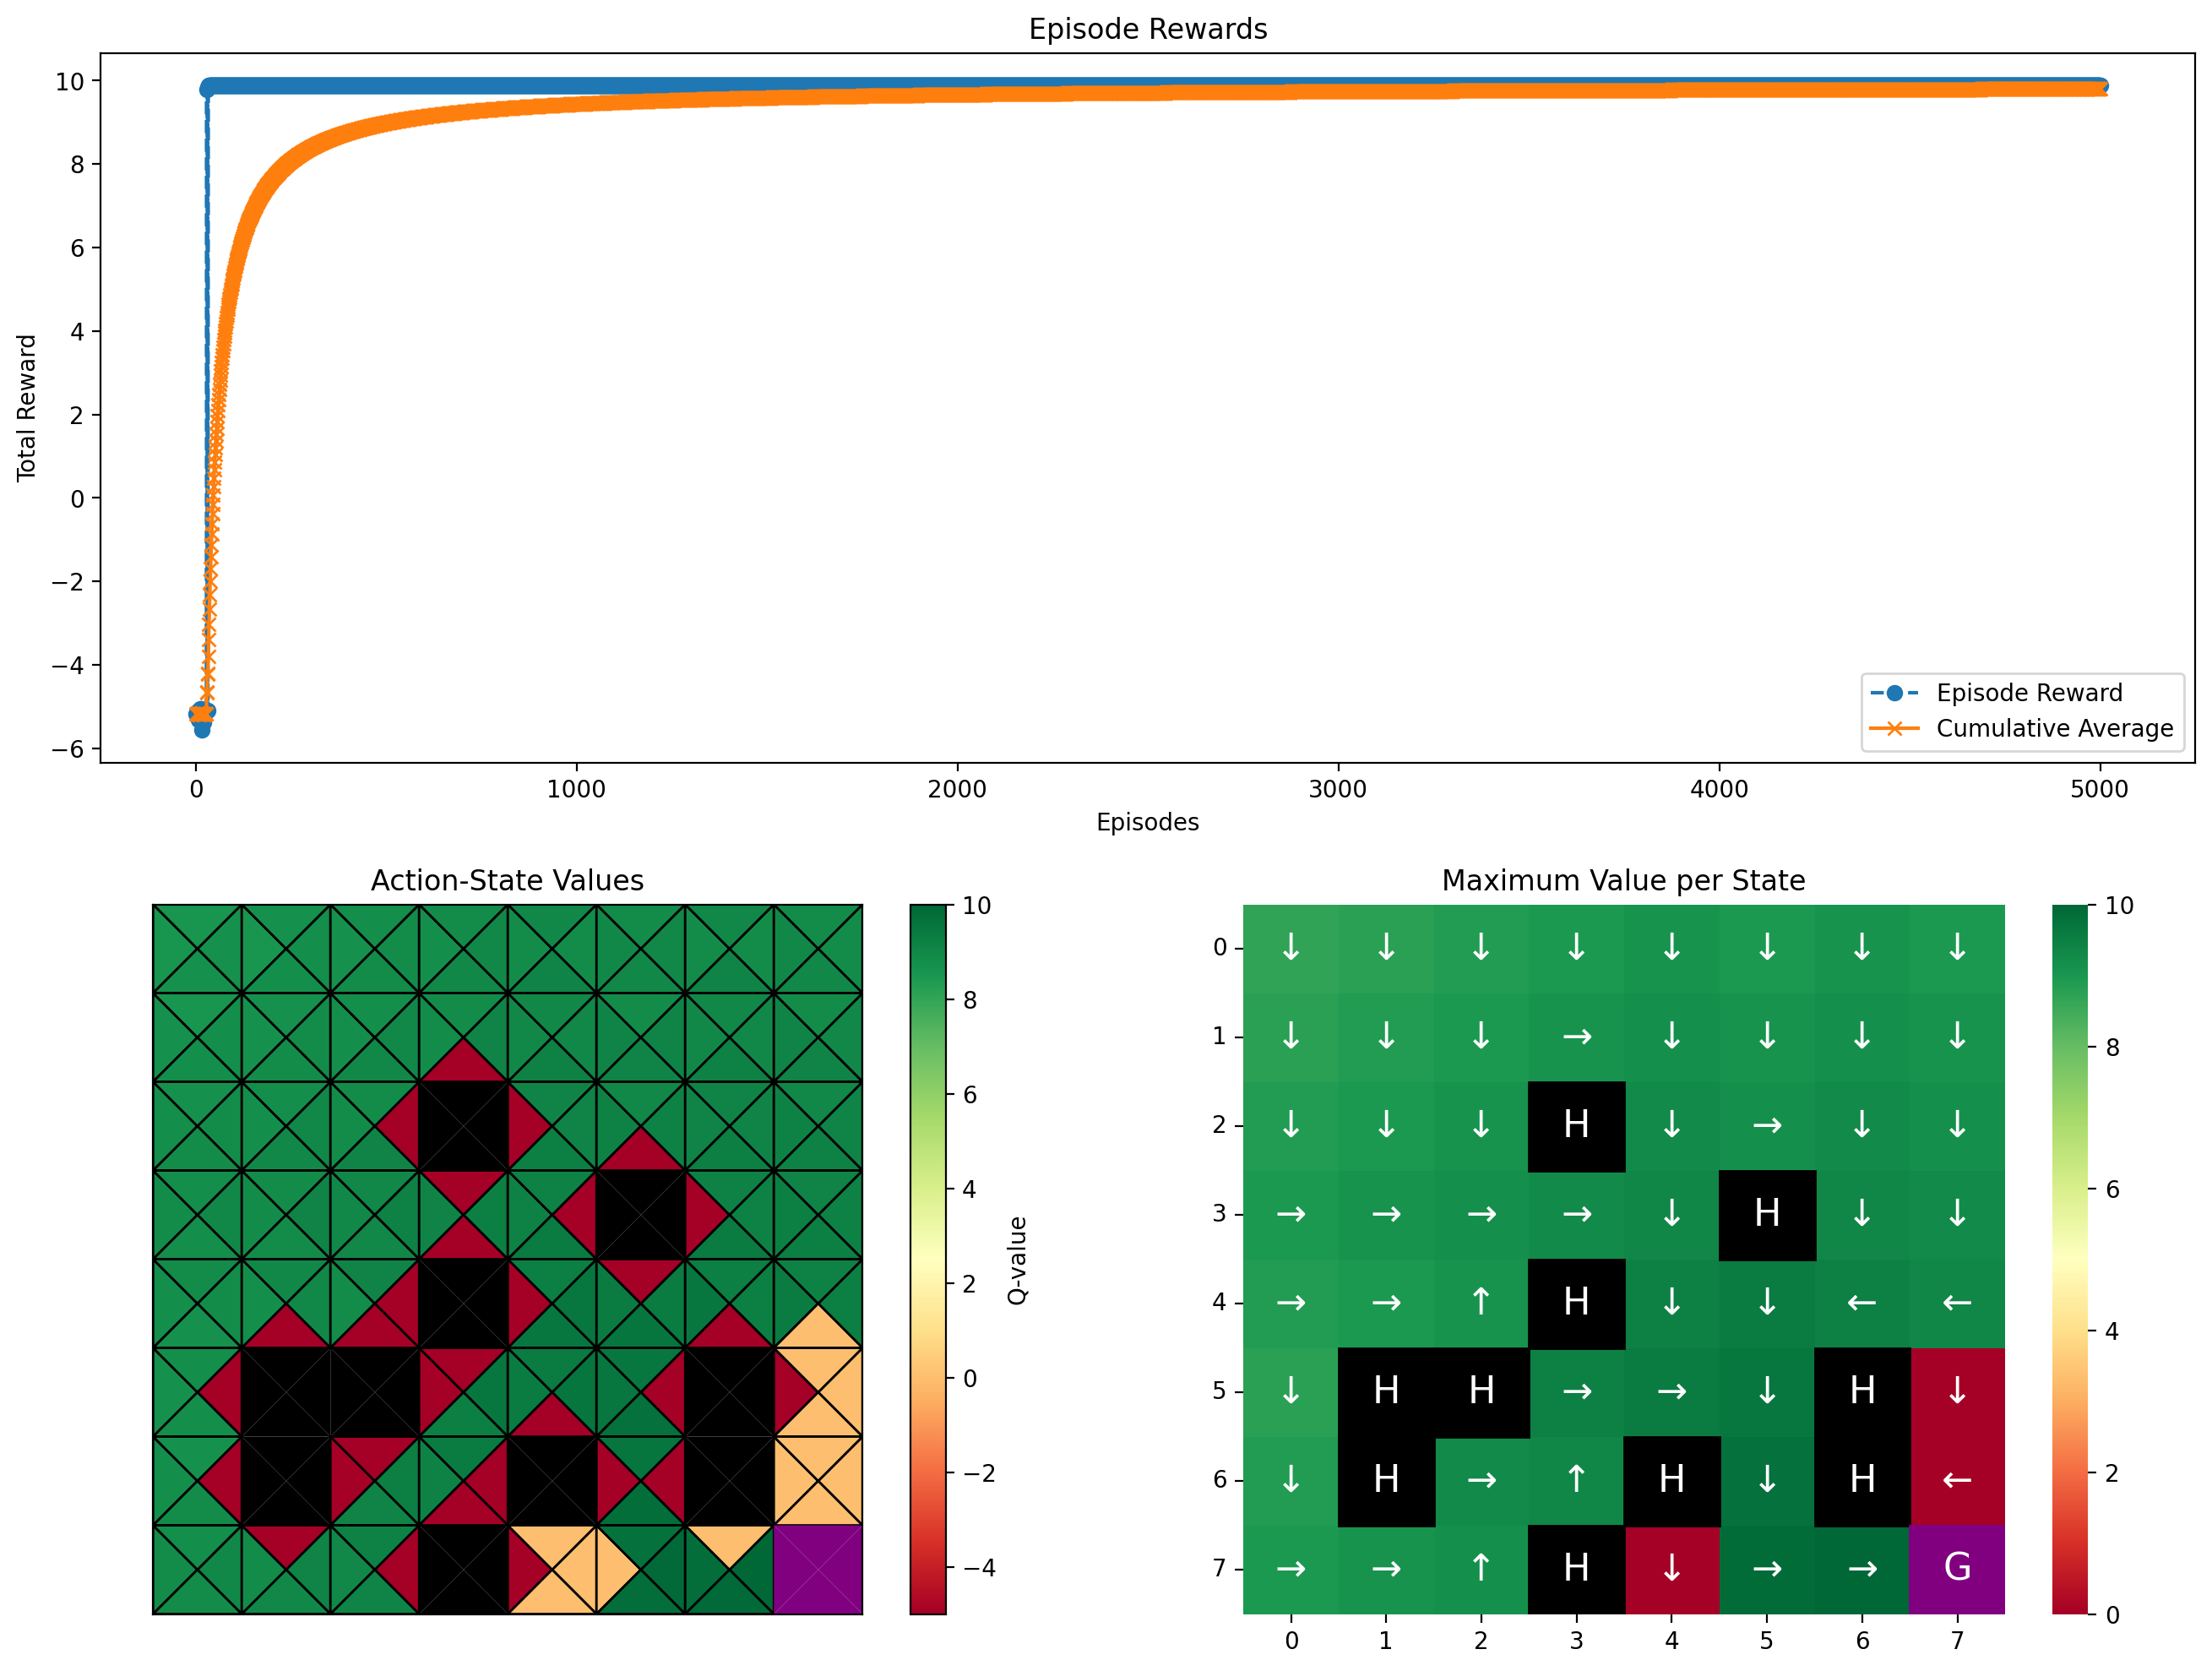 Episode Rewards
10
8
6
4
2
0
−2
−4
−6
Total Reward
Episode Reward
Cumulative Average
0 1000 2000 3000 4000 5000
Episodes
Action-State Values
10
8
6
4
2
0
−2
−4
Q-value
Maximum Value per State
0 ↓ ↓ ↓ ↓ ↓ ↓ ↓ ↓
1 ↓ ↓ ↓ → ↓ ↓ ↓ ↓
2 ↓ ↓ ↓ H ↓ → ↓ ↓
3 → → → → ↓ H ↓ ↓
4 → → ↑ H ↓ ↓ ← ←
5 ↓ H H → → ↓ H ↓
6 ↓ H → ↑ H ↓ H ←
7 → → ↑ H ↓ → → G
0 1 2 3 4 5 6 7
10
8
6
4
2
0